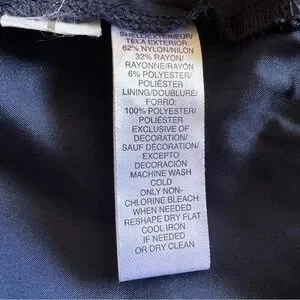 SHELL/EXTERIEUR/
TELA EXTERIOR:
62% NYLON/NILÓN
32% RAYON/
RAYONNE/RAYÓN
6% POLYESTER/
POLIÉSTER
LINING/DOUBLURE/
FORRO:
100% POLYESTER/
POLIÉSTER
EXCLUSIVE OF
DECORATION/
SAUF DÉCORATION/
EXCEPTO
DECORACIÓN
MACHINE WASH
COLD
ONLY NON-
CHLORINE BLEACH
WHEN NEEDED
RESHAPE DRY FLAT
COOL IRON
IF NEEDED
OR DRY CLEAN